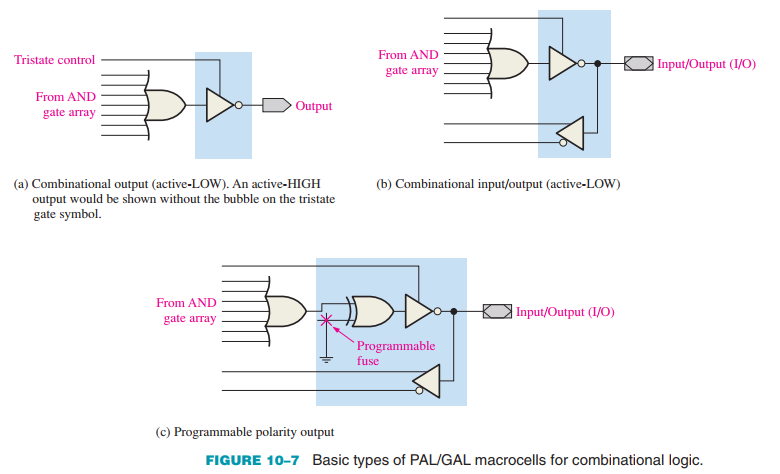 Tristate control
From AND
gate array
Output
(a) Combinational output (active-LOW). An active-HIGH
output would be shown without the bubble on the tristate
gate symbol.
From AND
gate array
Input/Output (I/O)
(b) Combinational input/output (active-LOW)
From AND
gate array
Programmable
fuse
Input/Output (I/O)
(c) Programmable polarity output
FIGURE 10–7 Basic types of PAL/GAL macrocells for combinational logic.